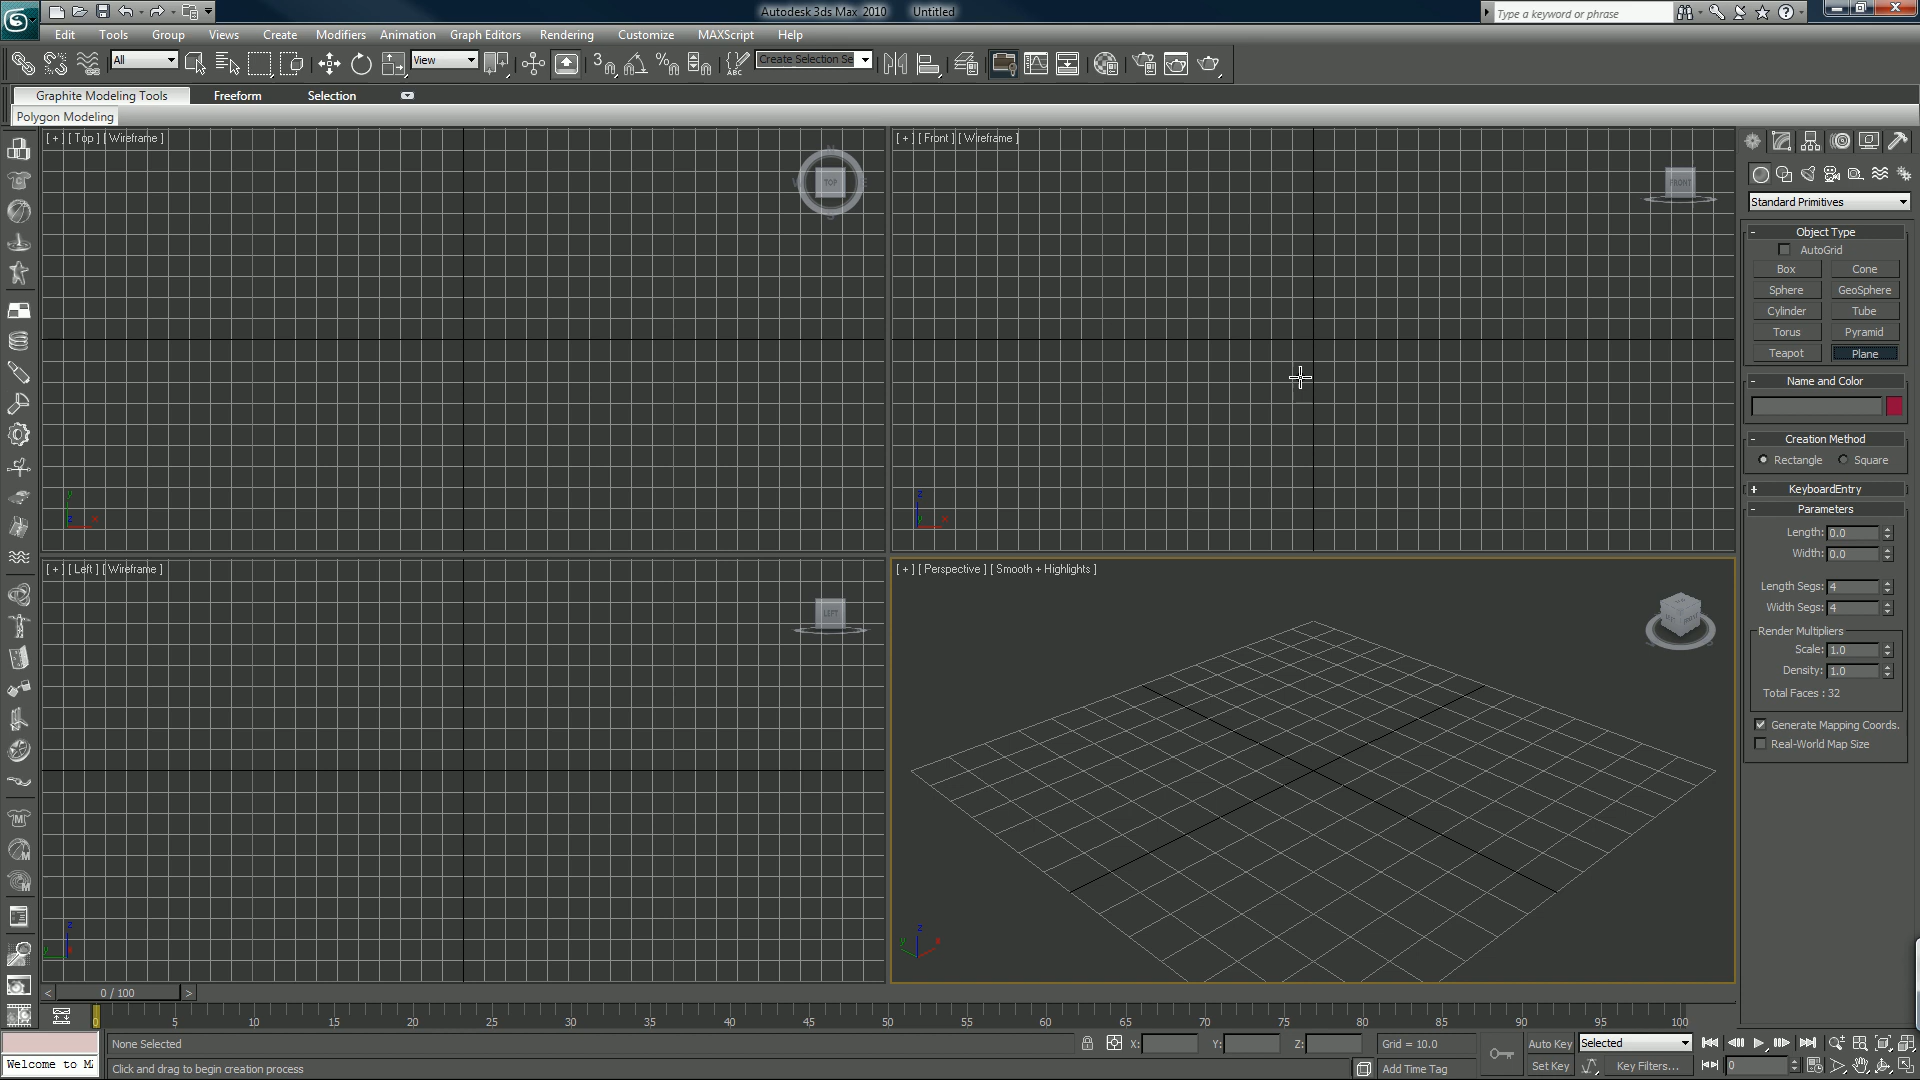 Autodesk 3ds Max 2010 Untitled
Type a keyword or phrase
Edit Tools Group Views Create Modifiers Animation Graph Editors Rendering Customize MAXScript Help
All View 3 ABC Create Selection Se
Graphite Modeling Tools Freeform Selection
Polygon Modeling
[ + ] [ Top ] [ Wireframe ]
TOP
[ + ] [ Front ] [ Wireframe ]
FRONT
[ + ] [ Left ] [ Wireframe ]
LEFT
[ + ] [ Perspective ] [ Smooth + Highlights ]
Standard Primitives
- Object Type
AutoGrid
Box Cone
Sphere GeoSphere
Cylinder Tube
Torus Pyramid
Teapot Plane
- Name and Color
- Creation Method
Rectangle Square
+ KeyboardEntry
- Parameters
Length: 0.0
Width: 0.0
Length Segs: 4
Width Segs: 4
Render Multipliers
Scale: 1.0
Density: 1.0
Total Faces : 32
Generate Mapping Coords.
Real-World Map Size
< 0 / 100 >
0 5 10 15 20 25 30 35 40 45 50 55 60 65 70 75 80 85 90 95 100
None Selected X: Y: Z: Grid = 10.0 Auto Key Selected
Welcome to M
Click and drag to begin creation process Add Time Tag Set Key Key Filters... 0